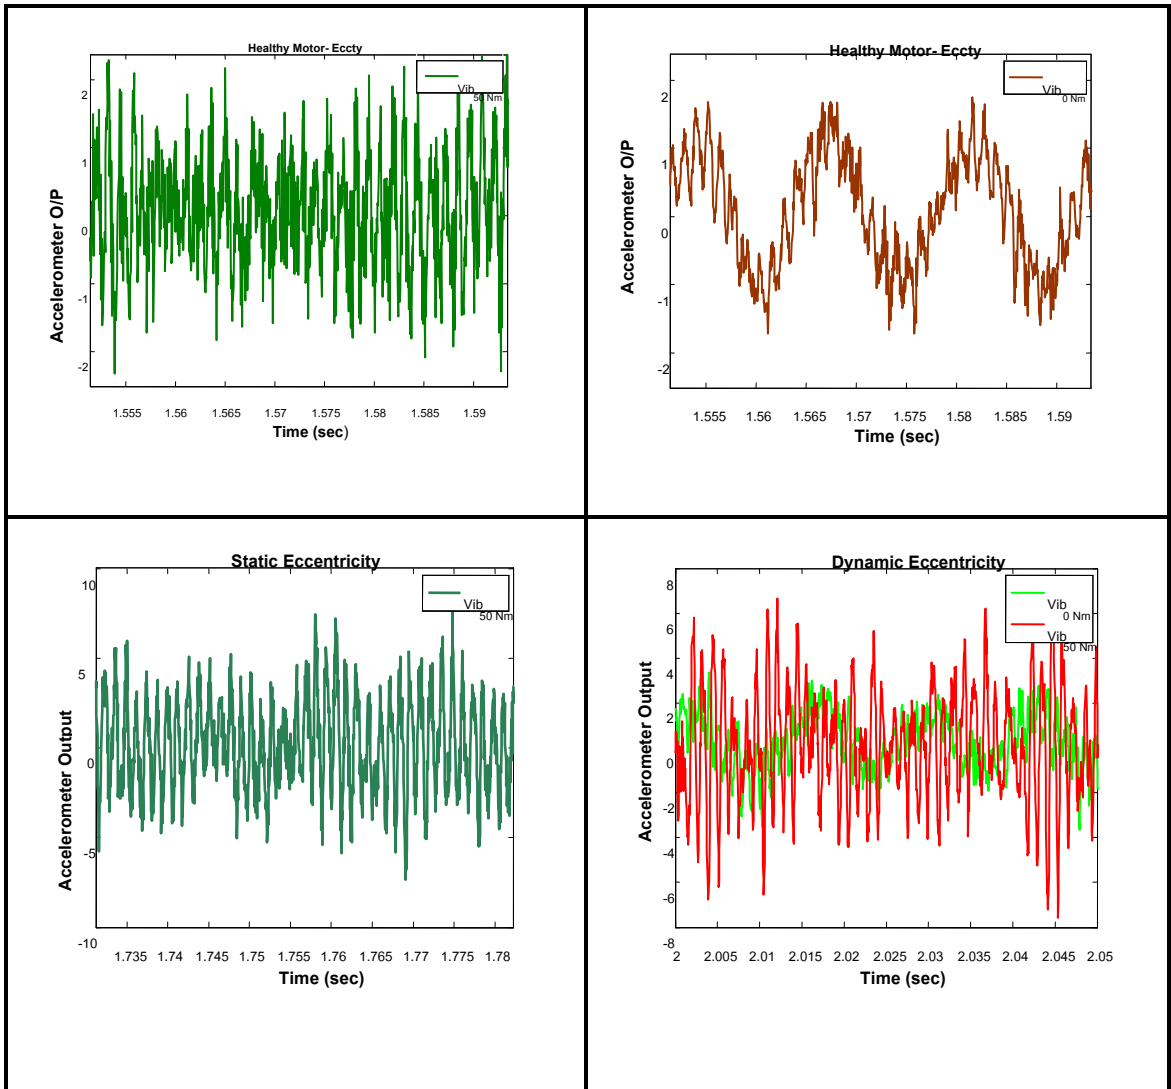 Healthy Motor- Eccty
Vib 50 Nm
2
1
0
-1
-2
Accelerometer O/P
1.555 1.56 1.565 1.57 1.575 1.58 1.585 1.59
Time (sec)
Healthy Motor- Eccty
Vib 0 Nm
2
1
0
-1
-2
Accelerometer O/P
1.555 1.56 1.565 1.57 1.575 1.58 1.585 1.59
Time (sec)
Static Eccentricity
Vib 50 Nm
10
5
0
-5
-10
Accelerometer Output
1.735 1.74 1.745 1.75 1.755 1.76 1.765 1.77 1.775 1.78
Time (sec)
Dynamic Eccentricity
Vib 0 Nm
Vib 50 Nm
8
6
4
2
0
-2
-4
-6
-8
Accelerometer Output
2 2.005 2.01 2.015 2.02 2.025 2.03 2.035 2.04 2.045 2.05
Time (sec)